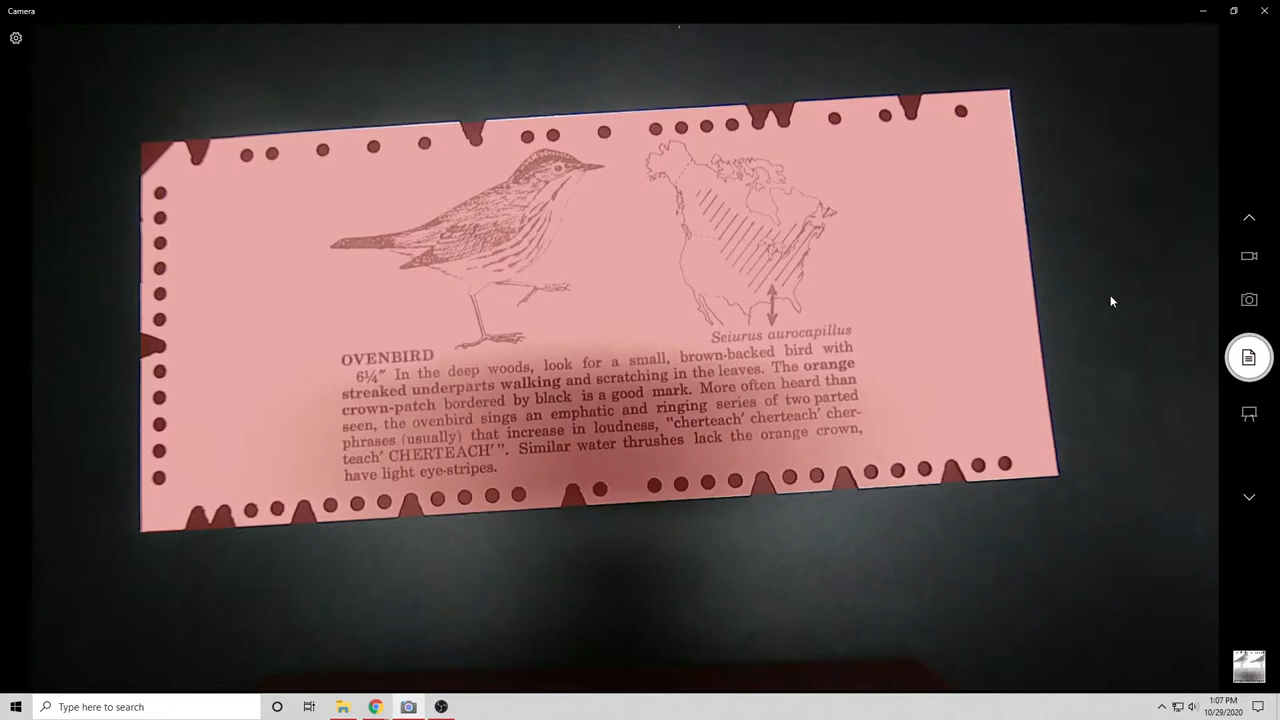 Camera
Seiurus aurocapillus
OVENBIRD
6¼″ In the deep woods, look for a small, brown-backed bird with
streaked underparts walking and scratching in the leaves. The orange
crown-patch bordered by black is a good mark. More often heard than
seen, the ovenbird sings an emphatic and ringing series of two parted
phrases (usually) that increase in loudness, “cherteach′ cherteach′ cher-
teach′ CHERTEACH′”. Similar water thrushes lack the orange crown,
have light eye-stripes.
Type here to search
1:07 PM
10/29/2020